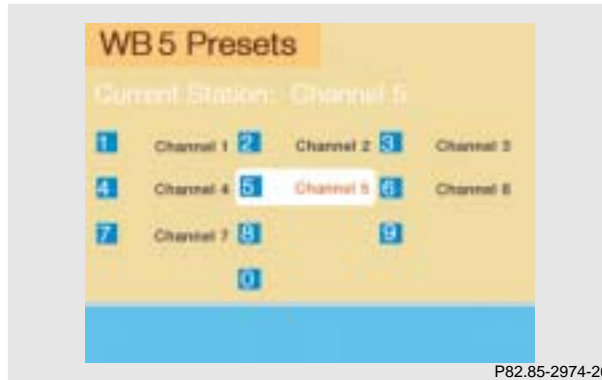 WB 5 Presets
Current Station: Channel 5
1 Channel 1 2 Channel 2 3 Channel 3
4 Channel 4 5 Channel 5 6 Channel 6
7 Channel 7 8 9
0
P82.85-2974-26